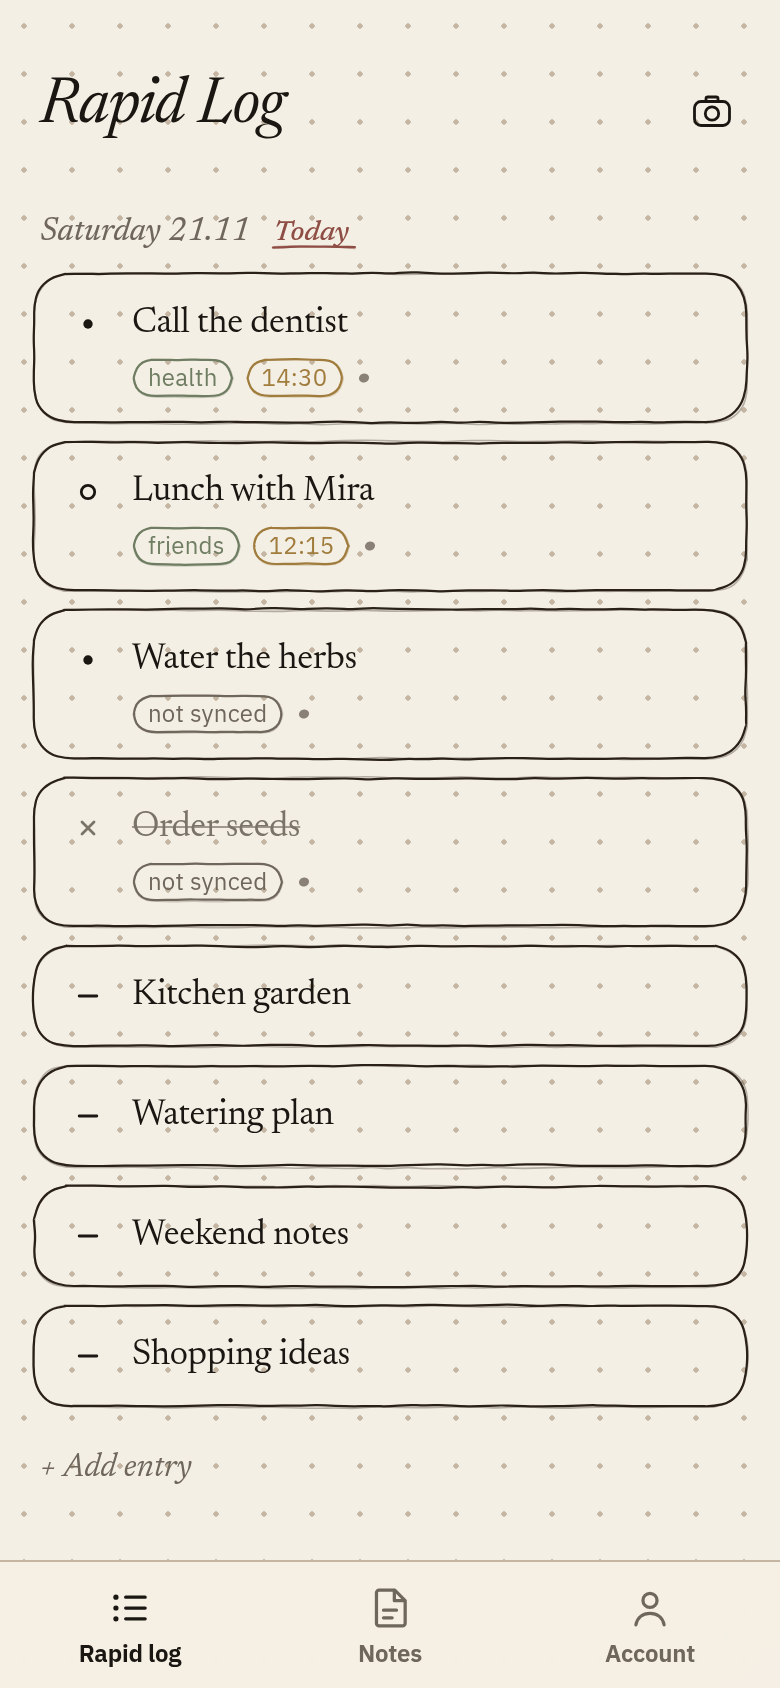 Rapid Log
Saturday 21.11 Today
• Call the dentist
health 14:30
Lunch with Mira
friends 12:15
• Water the herbs
not synced
× Order seeds
not synced
– Kitchen garden
– Watering plan
– Weekend notes
– Shopping ideas
+ Add entry
Rapid log Notes Account